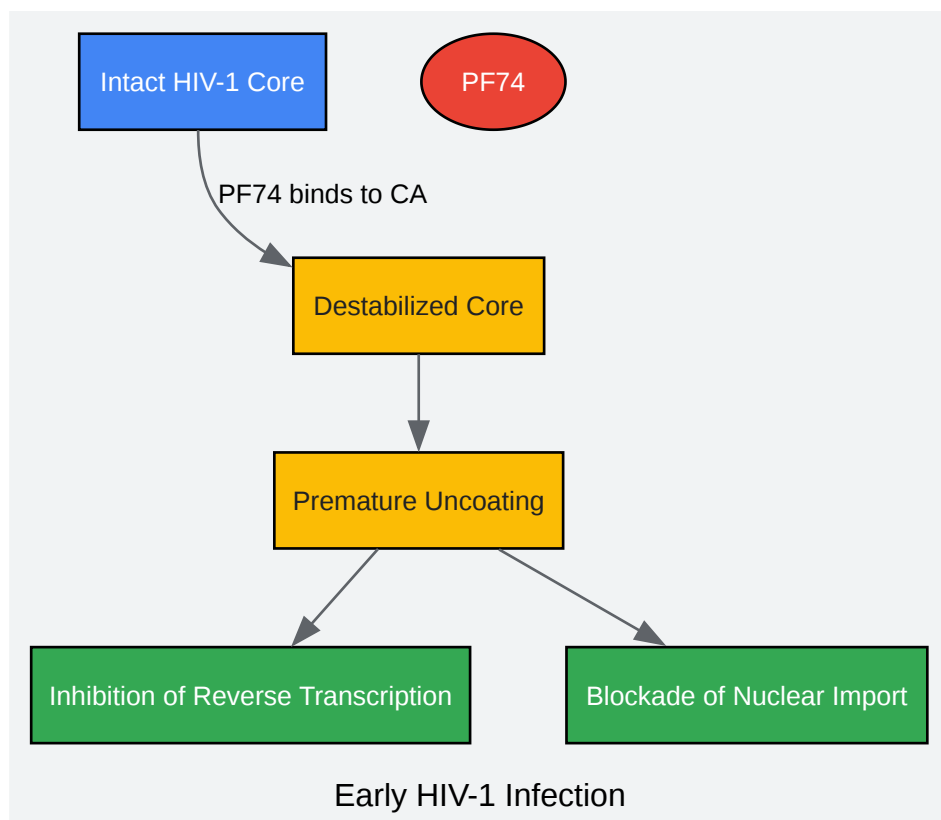 Intact HIV-1 Core
PF74
PF74 binds to CA
Destabilized Core
Premature Uncoating
Inhibition of Reverse Transcription
Blockade of Nuclear Import
Early HIV-1 Infection